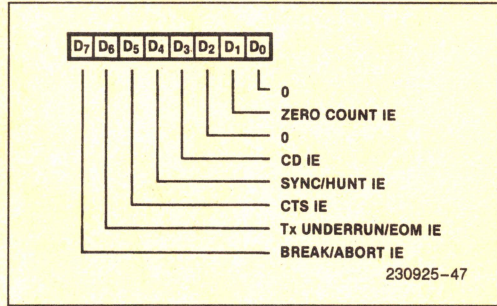 D7 D6 D5 D4 D3 D2 D1 D0
0
ZERO COUNT IE
0
CD IE
SYNC/HUNT IE
CTS IE
Tx UNDERRUN/EOM IE
BREAK/ABORT IE
230925-47